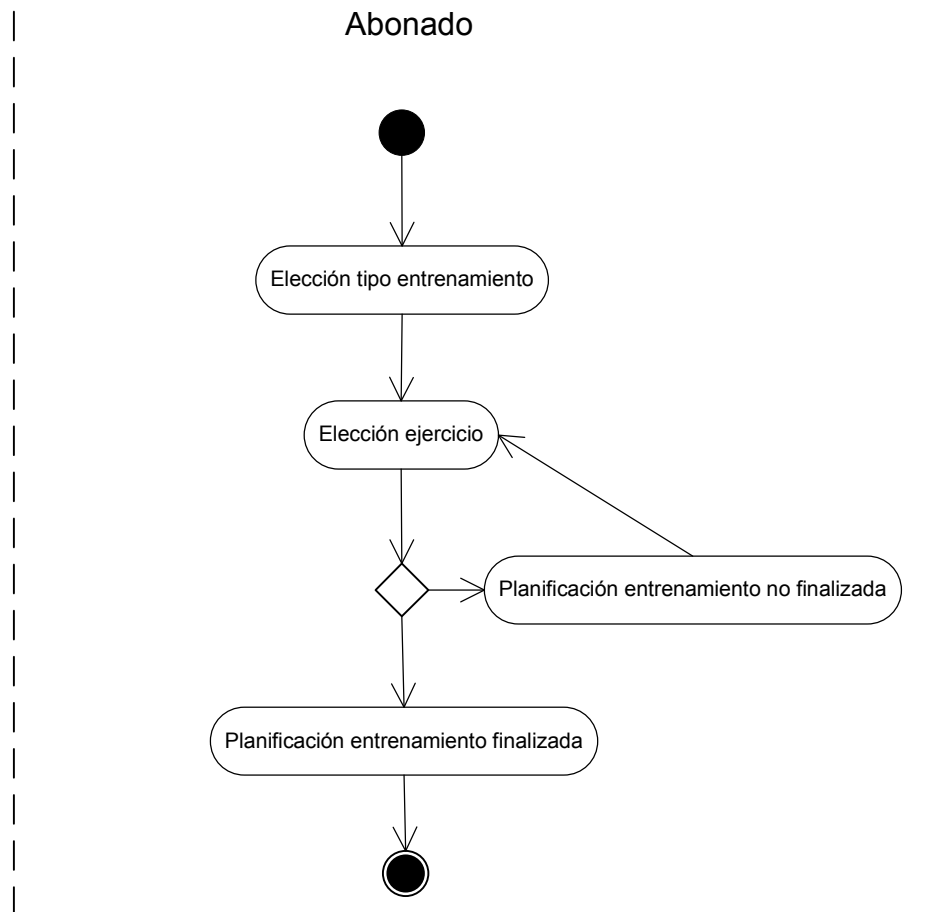 Abonado
Elección tipo entrenamiento
Elección ejercicio
Planificación entrenamiento no finalizada
Planificación entrenamiento finalizada